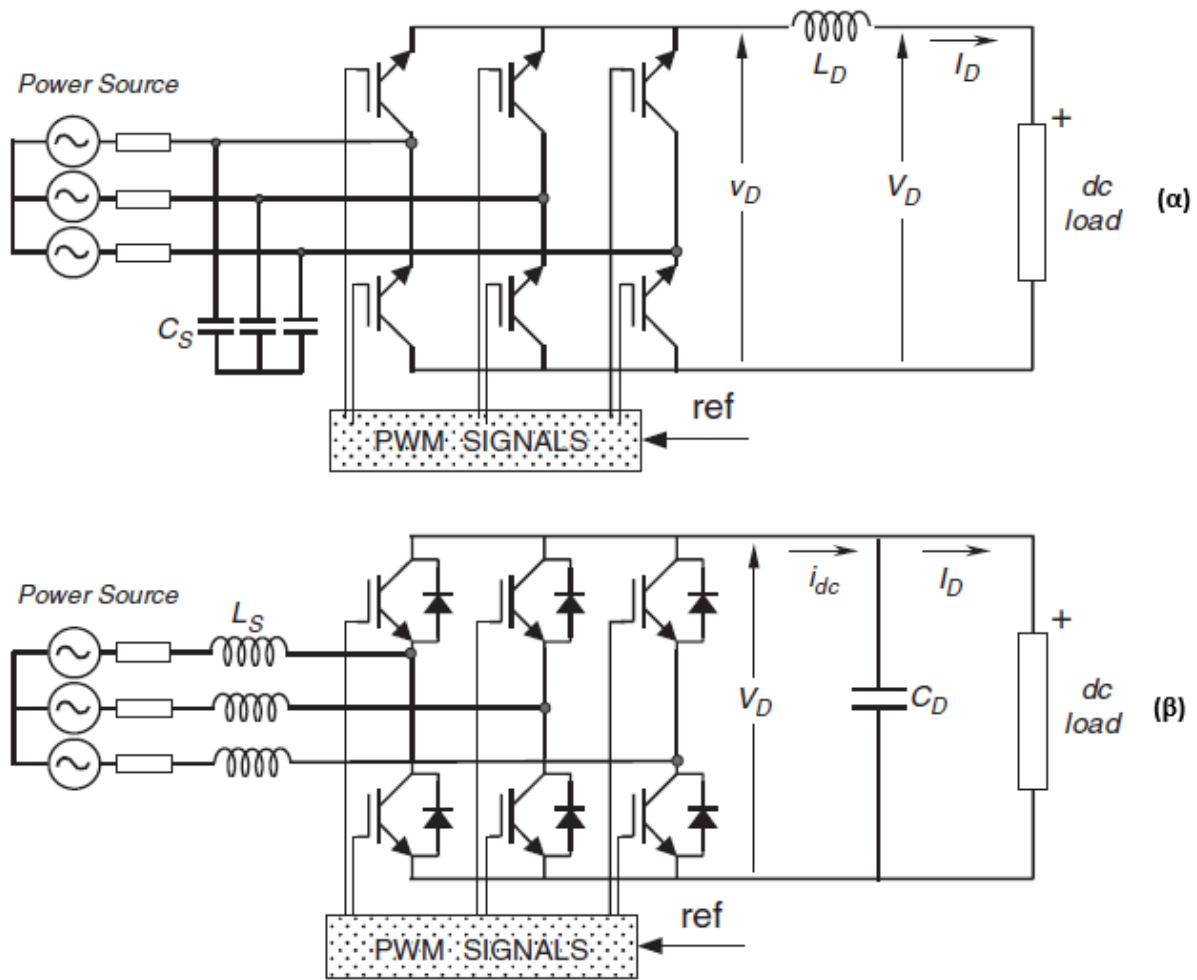 Power Source
L_D
I_D
+
v_D
V_D
dc
load
(α)
C_S
ref
PWM SIGNALS
Power Source
L_S
i_dc
I_D
+
V_D
C_D
dc
load
(β)
ref
PWM SIGNALS